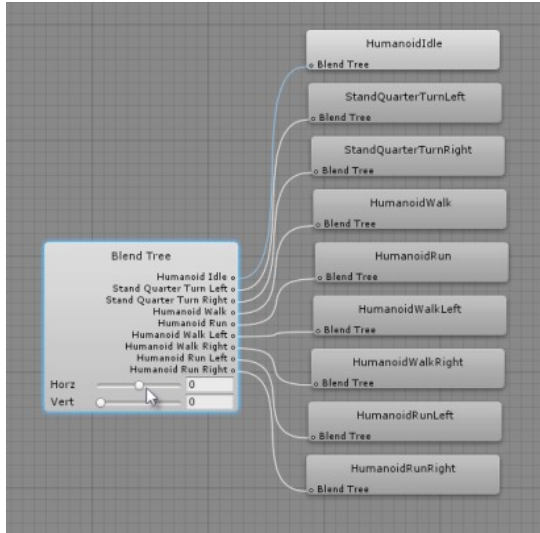 HumanoidIdle
Blend Tree
StandQuarterTurnLeft
Blend Tree
StandQuarterTurnRight
Blend Tree
HumanoidWalk
Blend Tree
HumanoidRun
Blend Tree
HumanoidWalkLeft
Blend Tree
HumanoidWalkRight
Blend Tree
HumanoidRunLeft
Blend Tree
HumanoidRunRight
Blend Tree
Blend Tree
Humanoid Idle
Stand Quarter Turn Left
Stand Quarter Turn Right
Humanoid Walk
Humanoid Run
Humanoid Walk Left
Humanoid Walk Right
Humanoid Run Left
Humanoid Run Right
Horz 0
Vert 0